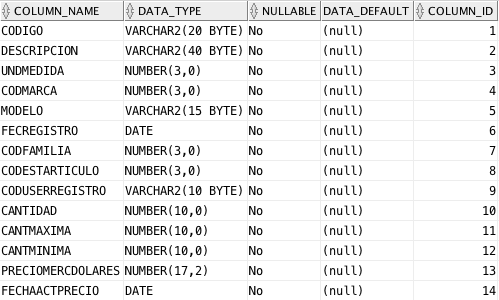 COLUMN_NAME DATA_TYPE NULLABLE DATA_DEFAULT COLUMN_ID
CODIGO VARCHAR2(20 BYTE) No (null) 1
DESCRIPCION VARCHAR2(40 BYTE) No (null) 2
UNDMEDIDA NUMBER(3,0) No (null) 3
CODMARCA NUMBER(3,0) No (null) 4
MODELO VARCHAR2(15 BYTE) No (null) 5
FECREGISTRO DATE No (null) 6
CODFAMILIA NUMBER(3,0) No (null) 7
CODESTARTICULO NUMBER(3,0) No (null) 8
CODUSERREGISTRO VARCHAR2(10 BYTE) No (null) 9
CANTIDAD NUMBER(10,0) No (null) 10
CANTMAXIMA NUMBER(10,0) No (null) 11
CANTMINIMA NUMBER(10,0) No (null) 12
PRECIOMERCDOLARES NUMBER(17,2) No (null) 13
FECHAACTPRECIO DATE No (null) 14